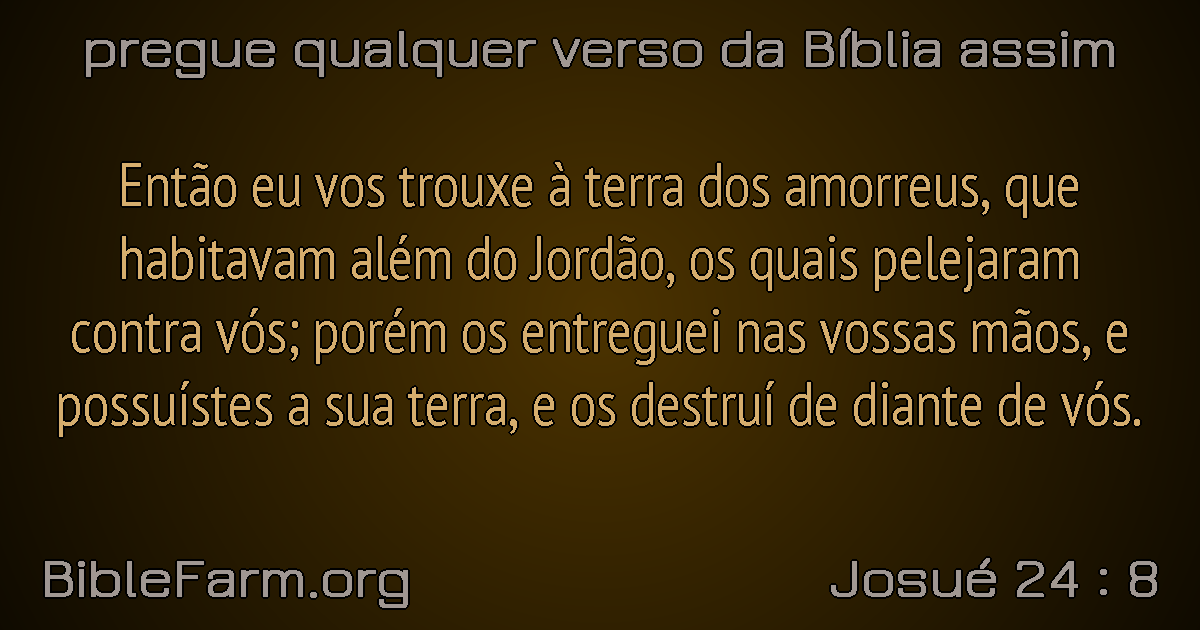 pregue qualquer verso da Bíblia assim
Então eu vos trouxe à terra dos amorreus, que
habitavam além do Jordão, os quais pelejaram
contra vós; porém os entreguei nas vossas mãos, e
possuístes a sua terra, e os destruí de diante de vós.
BibleFarm.org
Josué 24 : 8